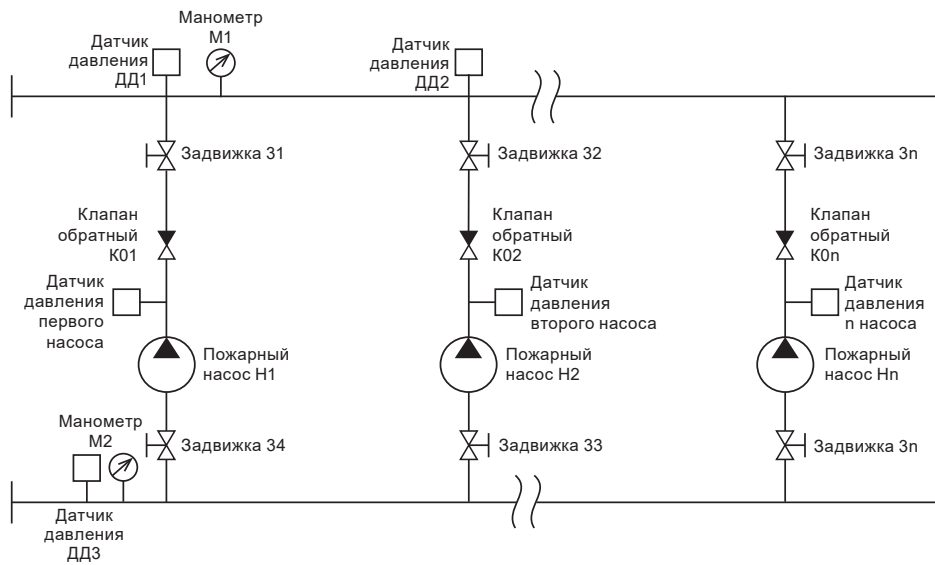 Манометр
М1
Датчик
давления
ДД1
Датчик
давления
ДД2
Задвижка 31
Задвижка 32
Задвижка 3n
Клапан
обратный
К01
Клапан
обратный
К02
Клапан
обратный
К0n
Датчик
давления
первого
насоса
Датчик
давления
второго насоса
Датчик
давления
n насоса
Пожарный
насос Н1
Пожарный
насос Н2
Пожарный
насос Нn
Манометр
М2
Задвижка 34
Задвижка 33
Задвижка 3n
Датчик
давления
ДД3